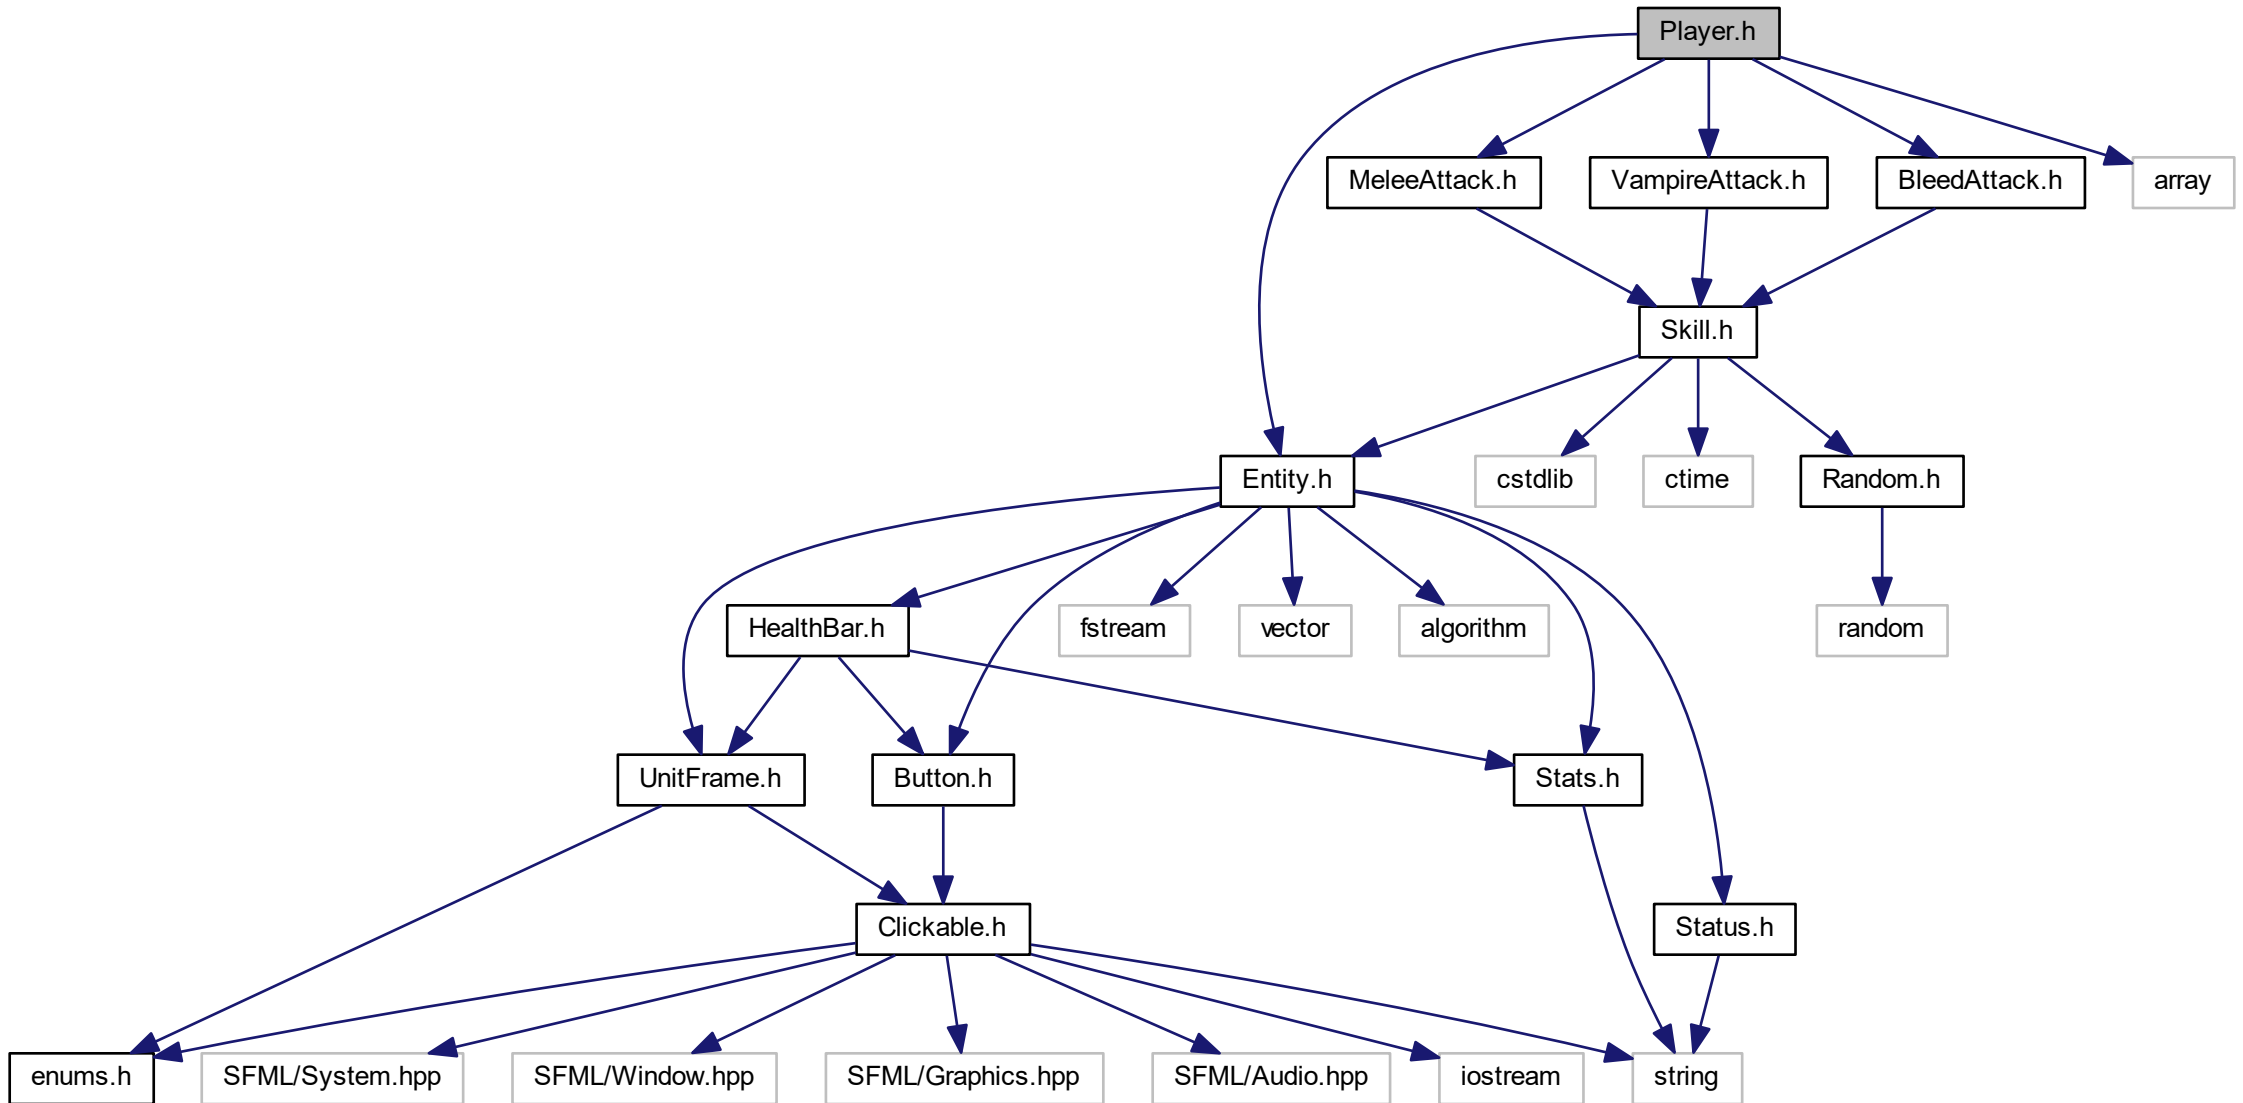 Player.h
MeleeAttack.h
VampireAttack.h
BleedAttack.h
array
Skill.h
Entity.h
cstdlib
ctime
Random.h
HealthBar.h
fstream
vector
algorithm
random
UnitFrame.h
Button.h
Stats.h
Clickable.h
Status.h
enums.h
SFML/System.hpp
SFML/Window.hpp
SFML/Graphics.hpp
SFML/Audio.hpp
iostream
string